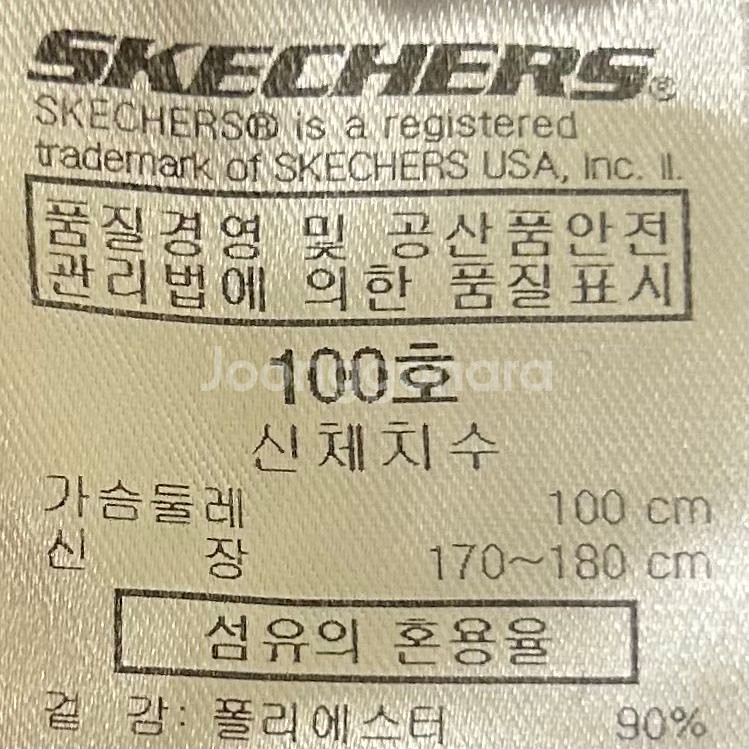 SKECHERS®
SKECHERS® is a registered
trademark of SKECHERS USA, Inc. II.
품질경영 및 공산품안전
관리법에 의한 품질표시
100호
Joongonara
신체치수
가슴둘레 100 cm
신 장 170~180 cm
섬유의 혼용율
겉 감: 폴리에스터 90%